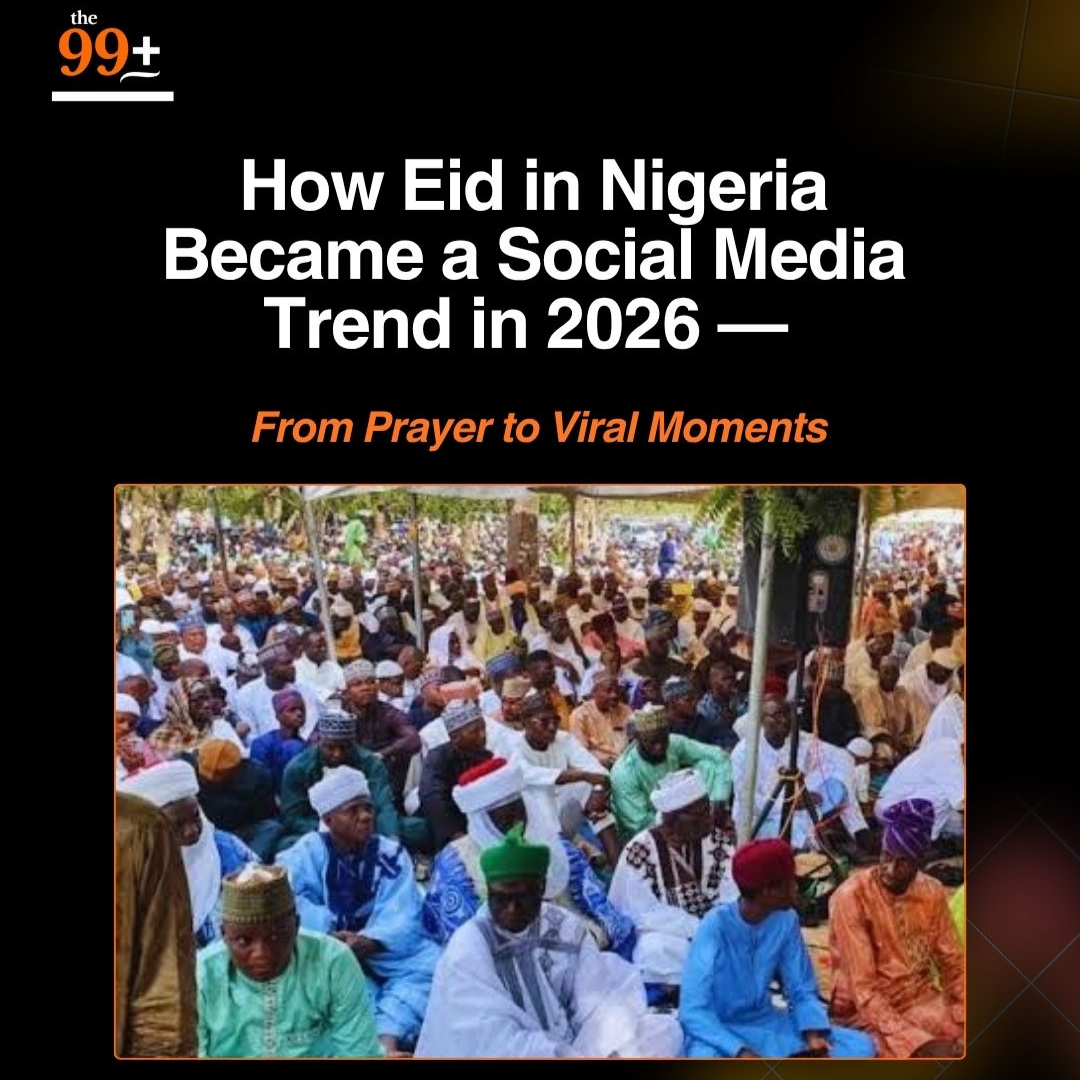 the
99+
How Eid in Nigeria
Became a Social Media
Trend in 2026 —
From Prayer to Viral Moments